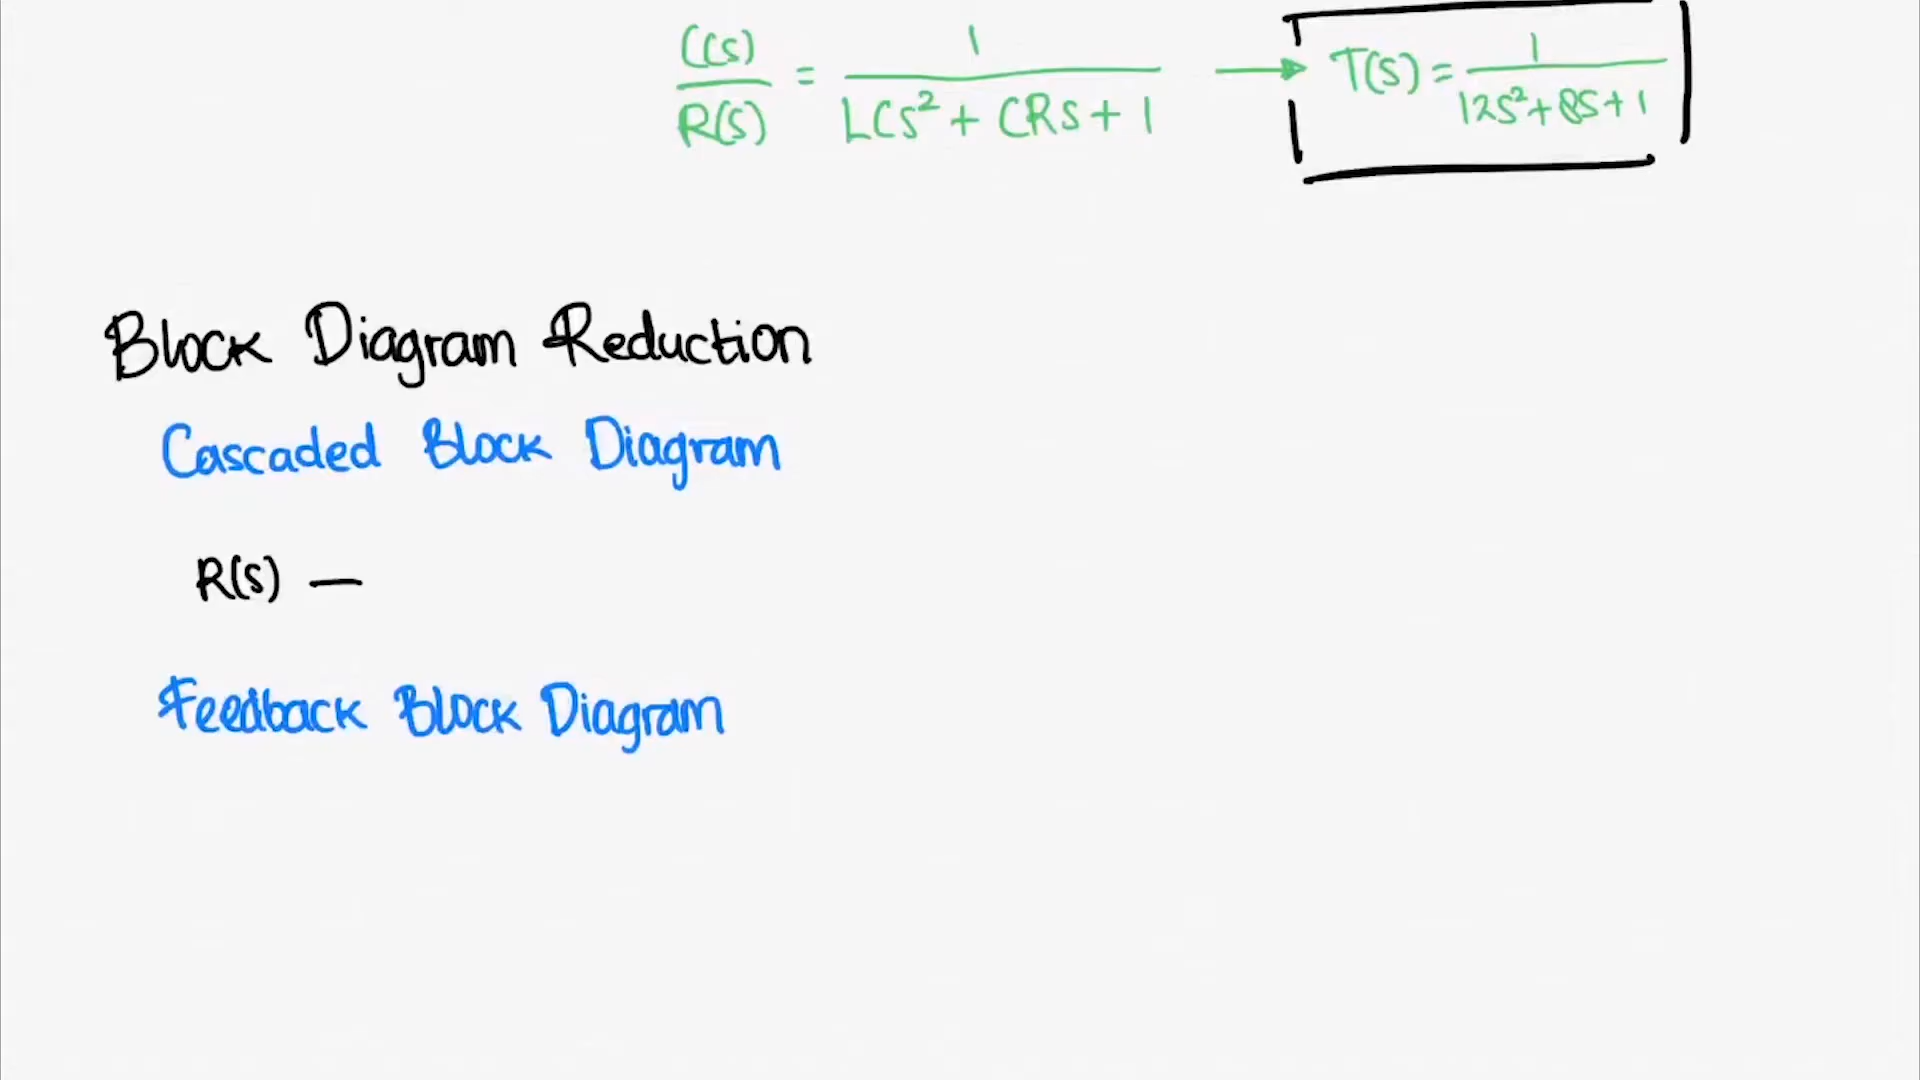 C(s) / R(s) = 1 / LCs² + CRs + 1 → T(s) = 1 / 12s² + 8s + 1
Block Diagram Reduction
Cascaded Block Diagram
R(s) —
Feedback Block Diagram